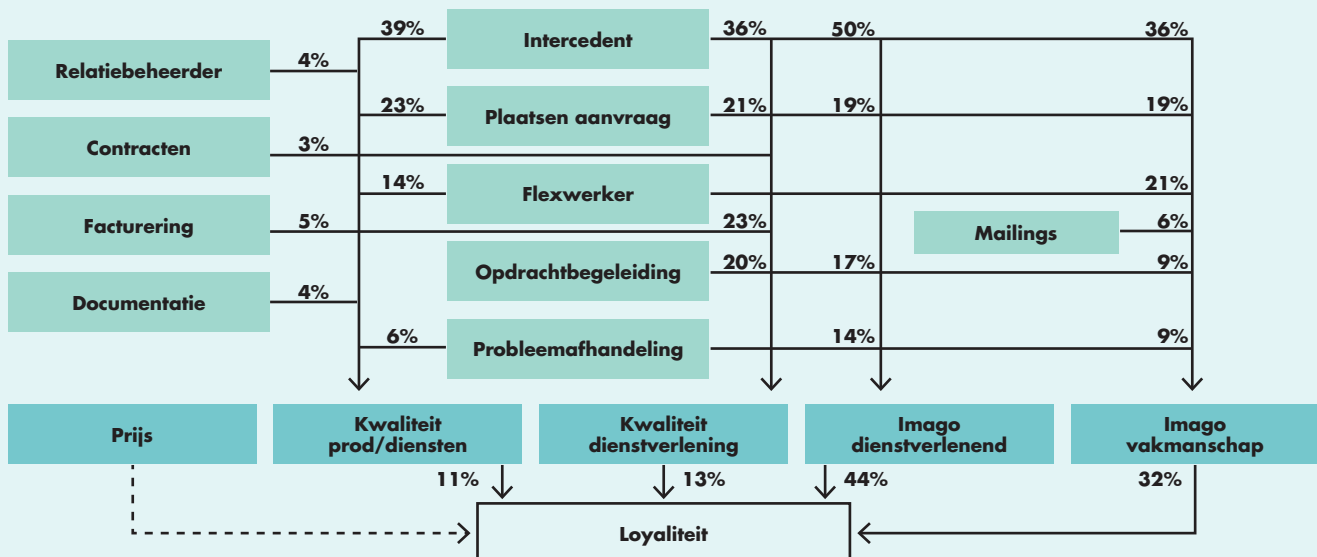 39%
Intercedent
36%
50%
36%
Relatiebeheerder
4%
23%
Plaatsen aanvraag
21%
19%
19%
Contracten
3%
14%
Flexwerker
21%
Facturering
5%
23%
Mailings
6%
Opdrachtbegeleiding
20%
17%
9%
Documentatie
4%
6%
Probleemafhandeling
14%
9%
Prijs
Kwaliteit
prod/diensten
Kwaliteit
dienstverlening
Imago
dienstverlenend
Imago
vakmanschap
11%
13%
44%
32%
Loyaliteit